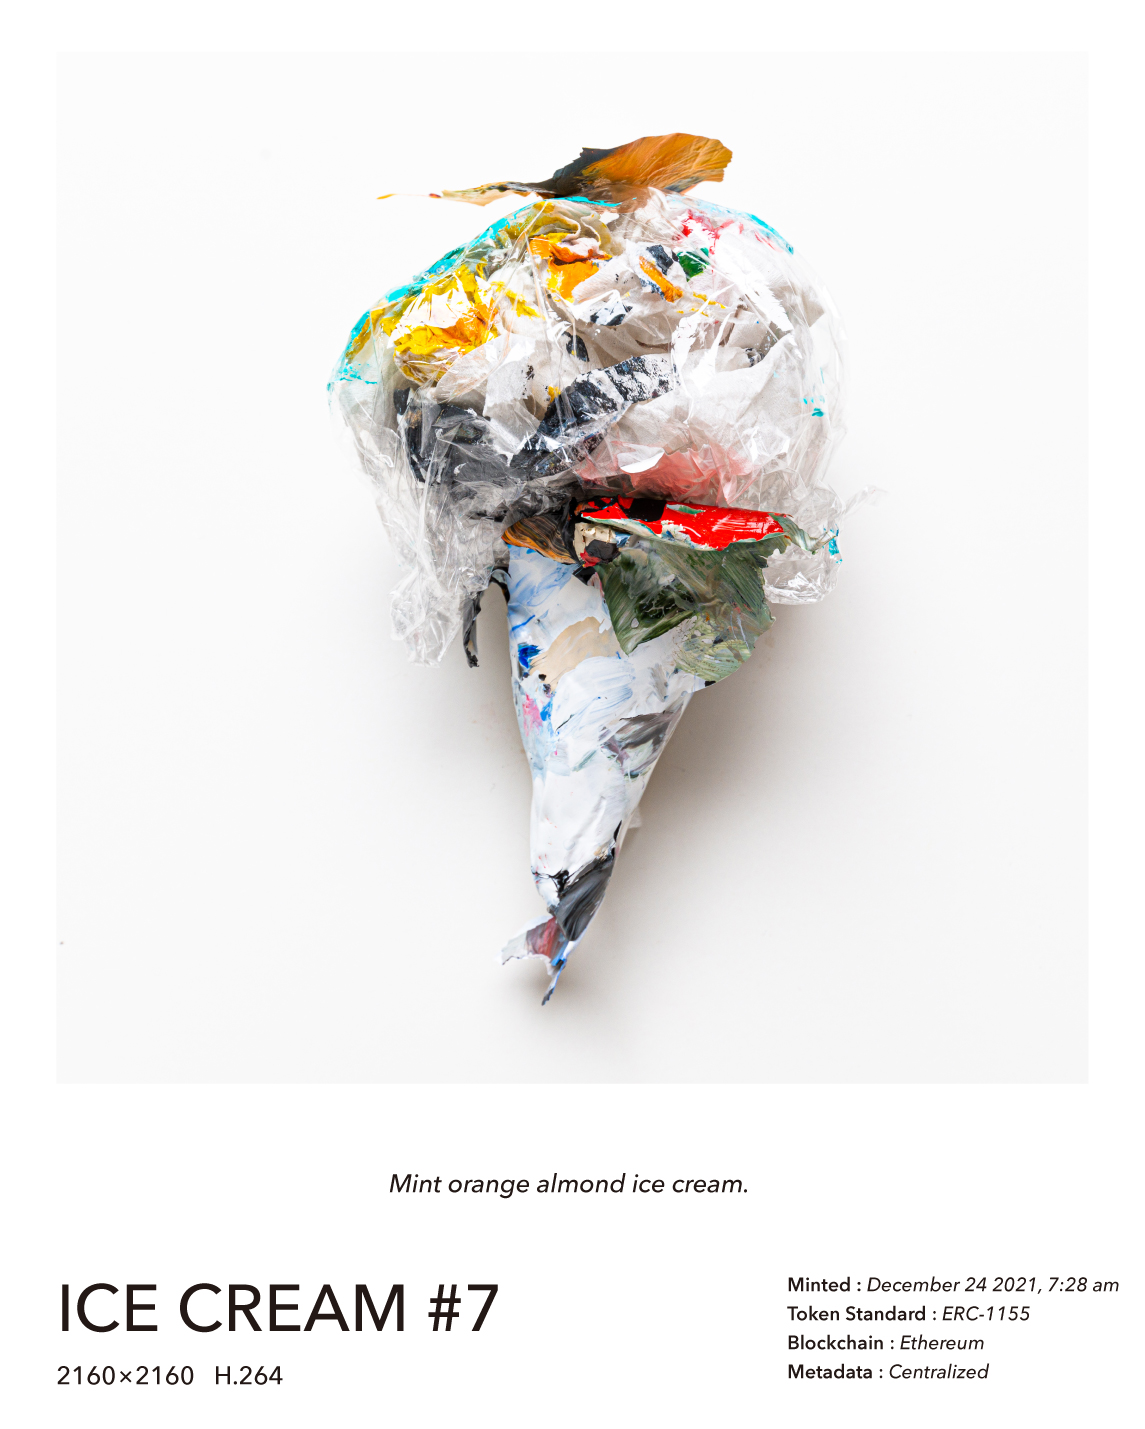 Mint orange almond ice cream.
ICE CREAM #7
2160×2160 H.264
Minted : December 24 2021, 7:28 am
Token Standard : ERC-1155
Blockchain : Ethereum
Metadata : Centralized